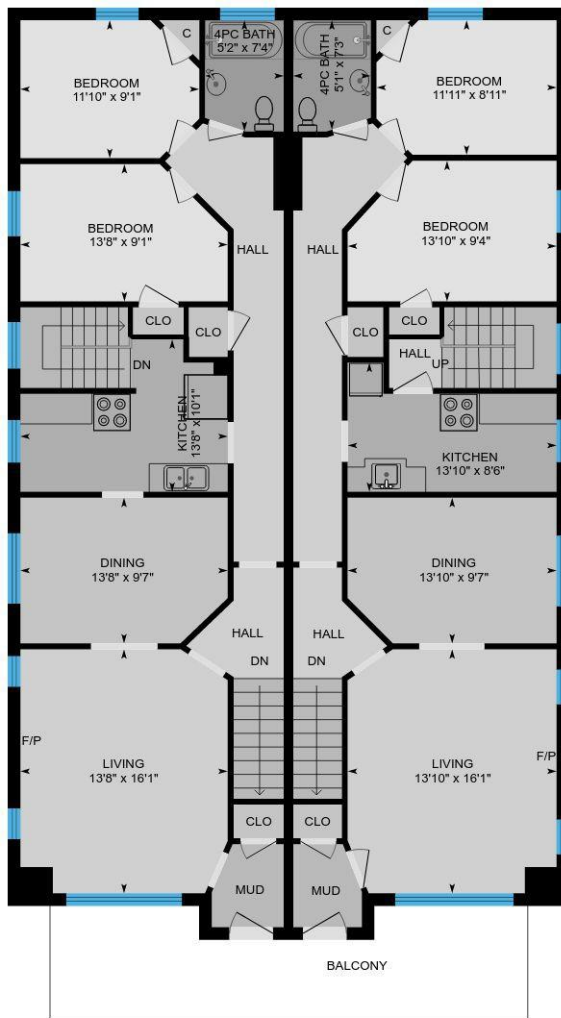 C
4PC BATH
5'2" x 7'4"
4PC BATH
5'1" x 7'3"
C
BEDROOM
11'10" x 9'1"
BEDROOM
11'11" x 8'11"
BEDROOM
13'8" x 9'1"
HALL
HALL
BEDROOM
13'10" x 9'4"
CLO
CLO
CLO
CLO
DN
HALL
UP
KITCHEN
13'8" x 10'1"
KITCHEN
13'10" x 8'6"
DINING
13'8" x 9'7"
DINING
13'10" x 9'7"
HALL
HALL
DN
DN
F/P
LIVING
13'8" x 16'1"
LIVING
13'10" x 16'1"
F/P
CLO
CLO
MUD
MUD
BALCONY